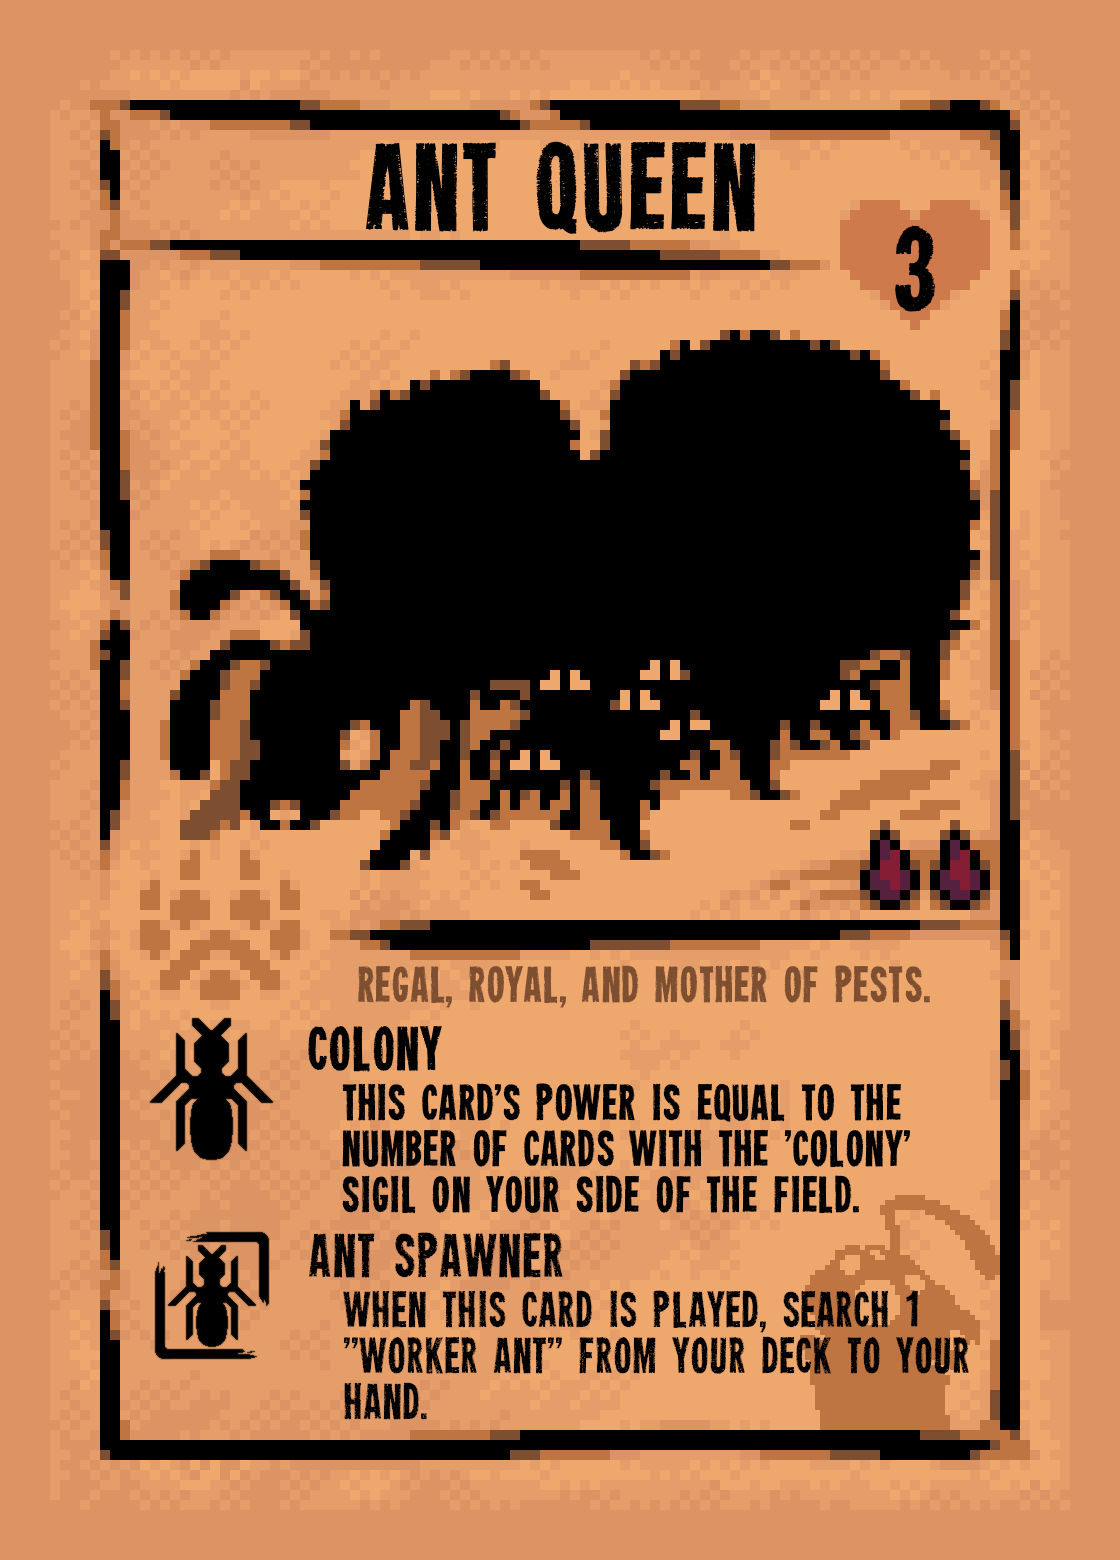 ANT QUEEN
3
REGAL, ROYAL, AND MOTHER OF PESTS.
COLONY
THIS CARD'S POWER IS EQUAL TO THE
NUMBER OF CARDS WITH THE 'COLONY'
SIGIL ON YOUR SIDE OF THE FIELD.
ANT SPAWNER
WHEN THIS CARD IS PLAYED, SEARCH 1
"WORKER ANT" FROM YOUR DECK TO YOUR
HAND.